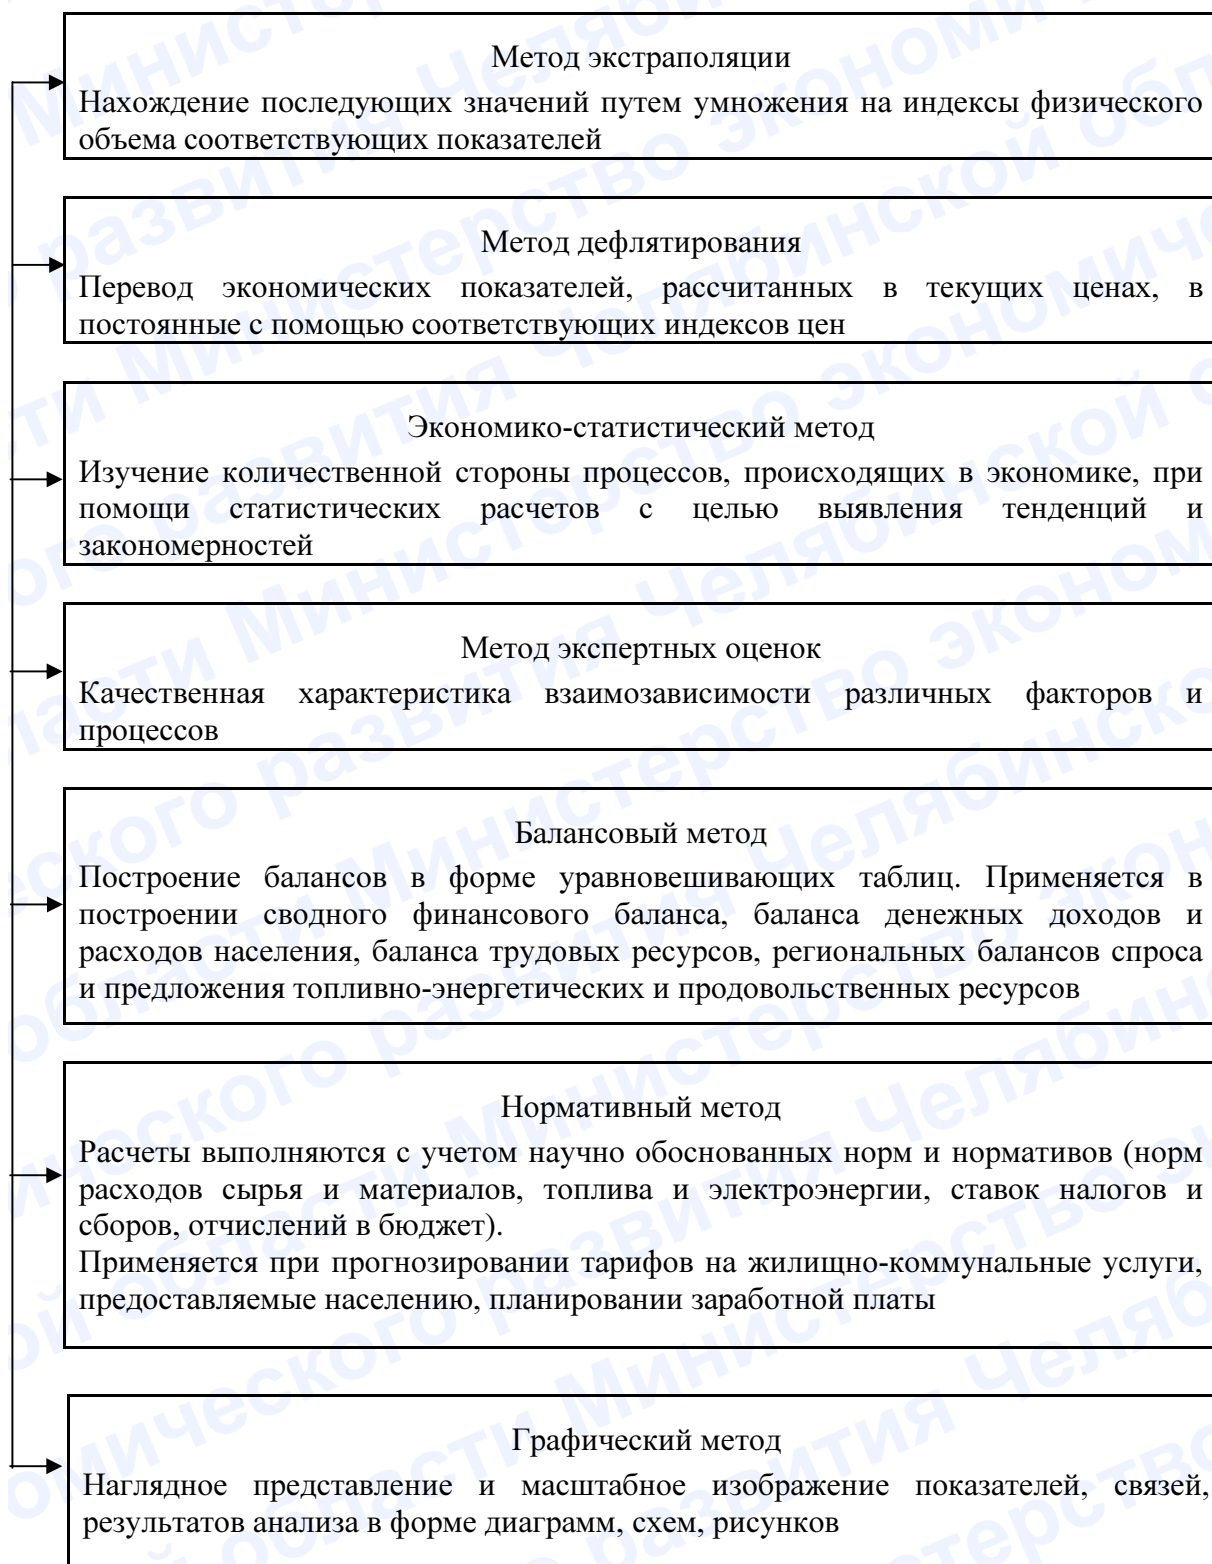 Метод экстраполяции
Нахождение последующих значений путем умножения на индексы физического
объема соответствующих показателей
Метод дефлятирования
Перевод экономических показателей, рассчитанных в текущих ценах, в
постоянные с помощью соответствующих индексов цен
Экономико-статистический метод
Изучение количественной стороны процессов, происходящих в экономике, при
помощи статистических расчетов с целью выявления тенденций и
закономерностей
Метод экспертных оценок
Качественная характеристика взаимозависимости различных факторов и
процессов
Балансовый метод
Построение балансов в форме уравновешивающих таблиц. Применяется в
построении сводного финансового баланса, баланса денежных доходов и
расходов населения, баланса трудовых ресурсов, региональных балансов спроса
и предложения топливно-энергетических и продовольственных ресурсов
Нормативный метод
Расчеты выполняются с учетом научно обоснованных норм и нормативов (норм
расходов сырья и материалов, топлива и электроэнергии, ставок налогов и
сборов, отчислений в бюджет).
Применяется при прогнозировании тарифов на жилищно-коммунальные услуги,
предоставляемые населению, планировании заработной платы
Графический метод
Наглядное представление и масштабное изображение показателей, связей,
результатов анализа в форме диаграмм, схем, рисунков